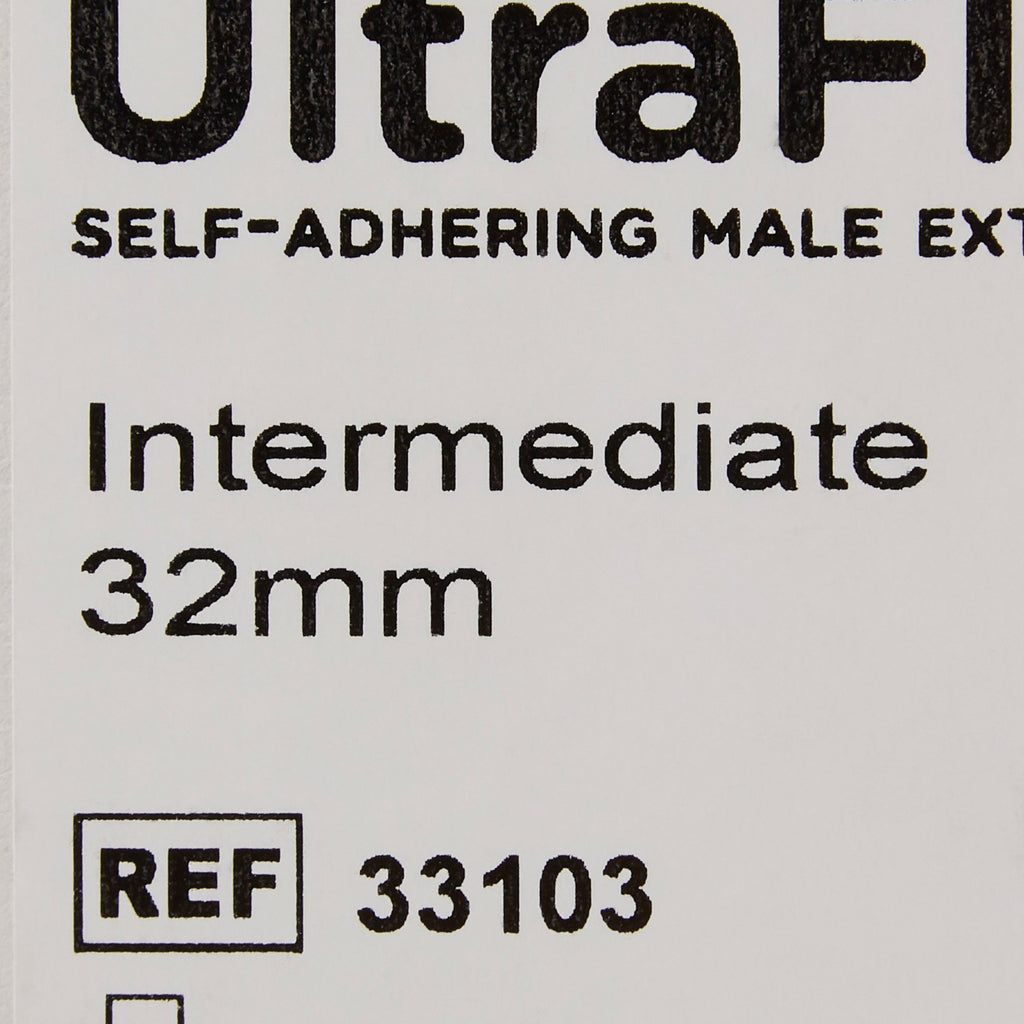 UltraFl
SELF-ADHERING MALE EXT
Intermediate
32mm
REF 33103